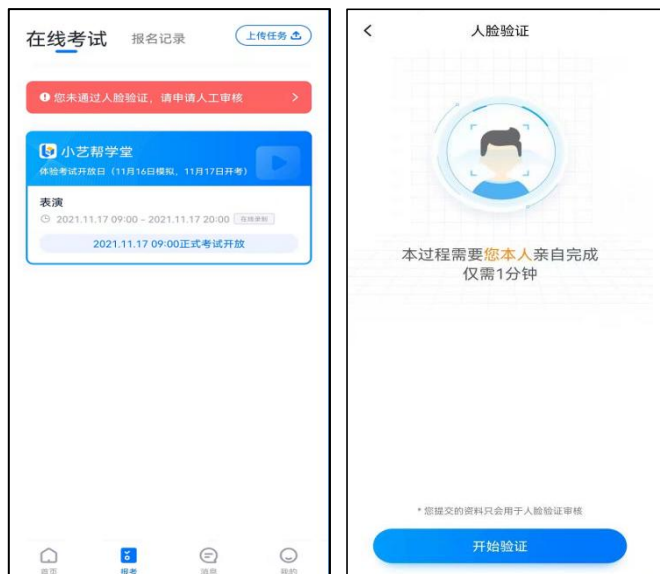 在线考试
报名记录
上传任务
您未通过人脸验证，请申请人工审核
小艺帮学堂
体验考试开放日（11月16日模拟，11月17日开考）
表演
2021.11.17 09:00 - 2021.11.17 20:00 在线录制
2021.11.17 09:00正式考试开放
首页
报考
消息
我的
人脸验证
本过程需要您本人亲自完成
仅需1分钟
*您提交的资料只会用于人脸验证审核
开始验证